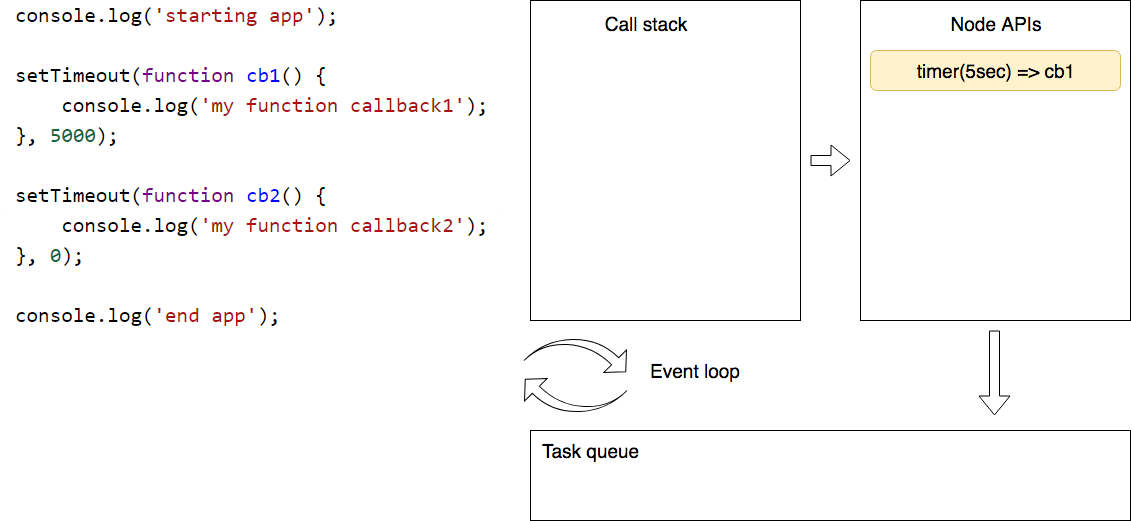 console.log('starting app');
setTimeout(function cb1() {
    console.log('my function callback1');
}, 5000);
setTimeout(function cb2() {
    console.log('my function callback2');
}, 0);
console.log('end app');
Call stack
Node APIs
timer(5sec) => cb1
Event loop
Task queue